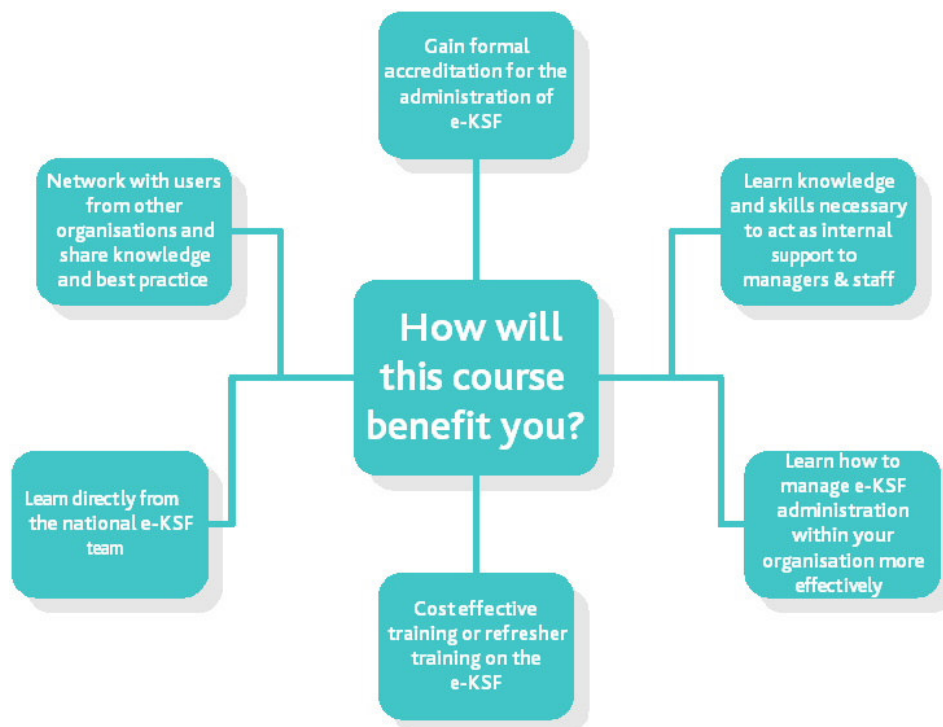 Gain formal
accreditation for the
administration of
e-KSF
Network with users
from other
organisations and
share knowledge
and best practice
Learn knowledge
and skills necessary
to act as internal
support to
managers & staff
How will
this course
benefit you?
Learn directly from
the national e-KSF
team
Learn how to
manage e-KSF
administration
within your
organisation more
effectively
Cost effective
training or refresher
training on the
e-KSF